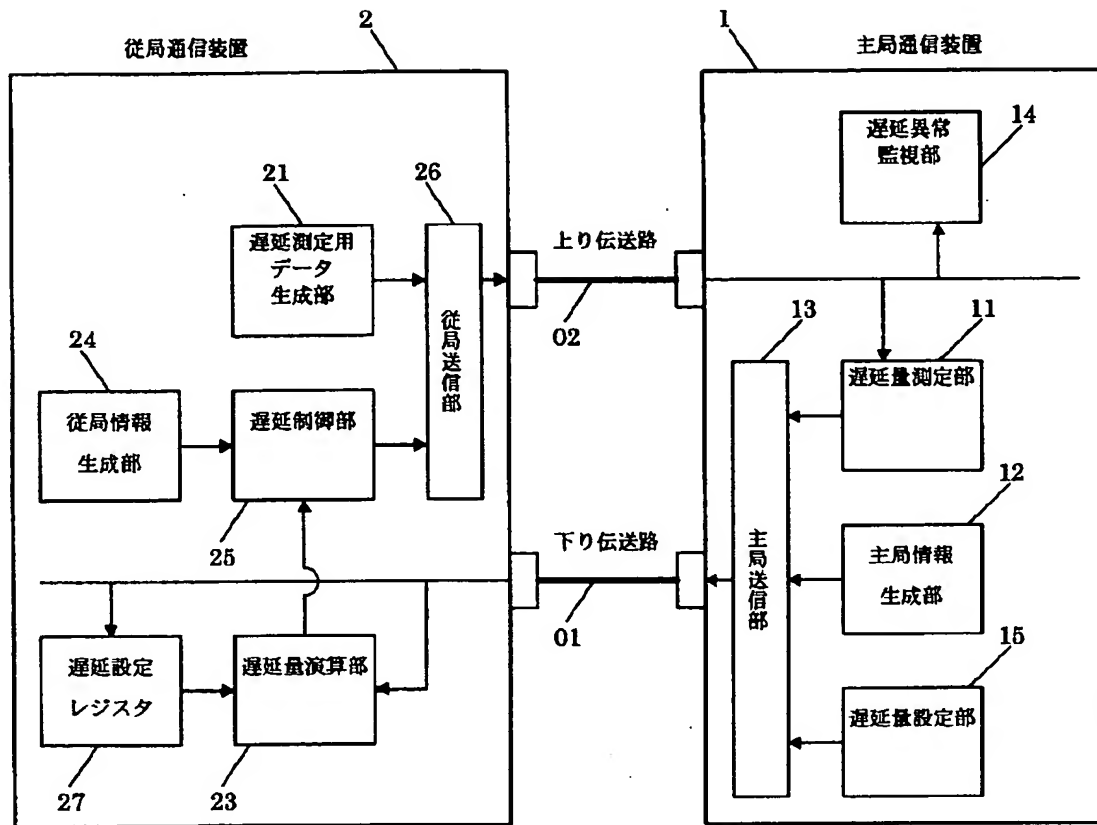 2
従局通信装置
1
主局通信装置
遅延異常
監視部
14
21
26
遅延測定用
データ
生成部
従局送信部
上り伝送路
O2
13
11
遅延量測定部
24
従局情報
生成部
遅延制御部
25
12
主局情報
生成部
主局送信部
下り伝送路
O1
15
遅延量設定部
遅延設定
レジスタ
27
遅延量演算部
23